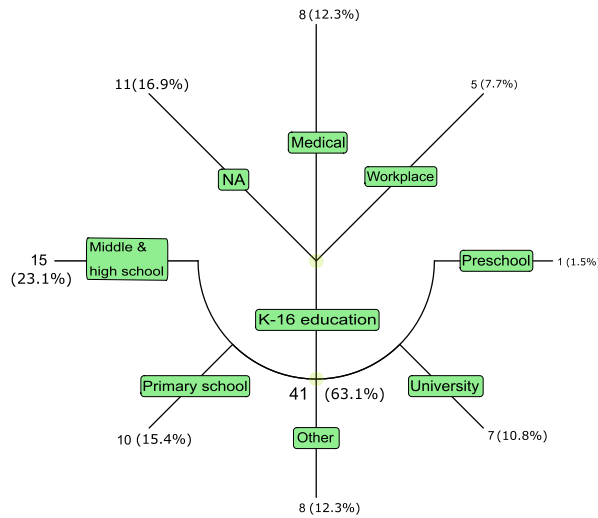 8 (12.3%)
11(16.9%)
5 (7.7%)
Medical
NA
Workplace
Middle &
high school
15
(23.1%)
Preschool
1 (1.5%)
K-16 education
Primary school
41 (63.1%)
University
10 (15.4%)
Other
7(10.8%)
8 (12.3%)